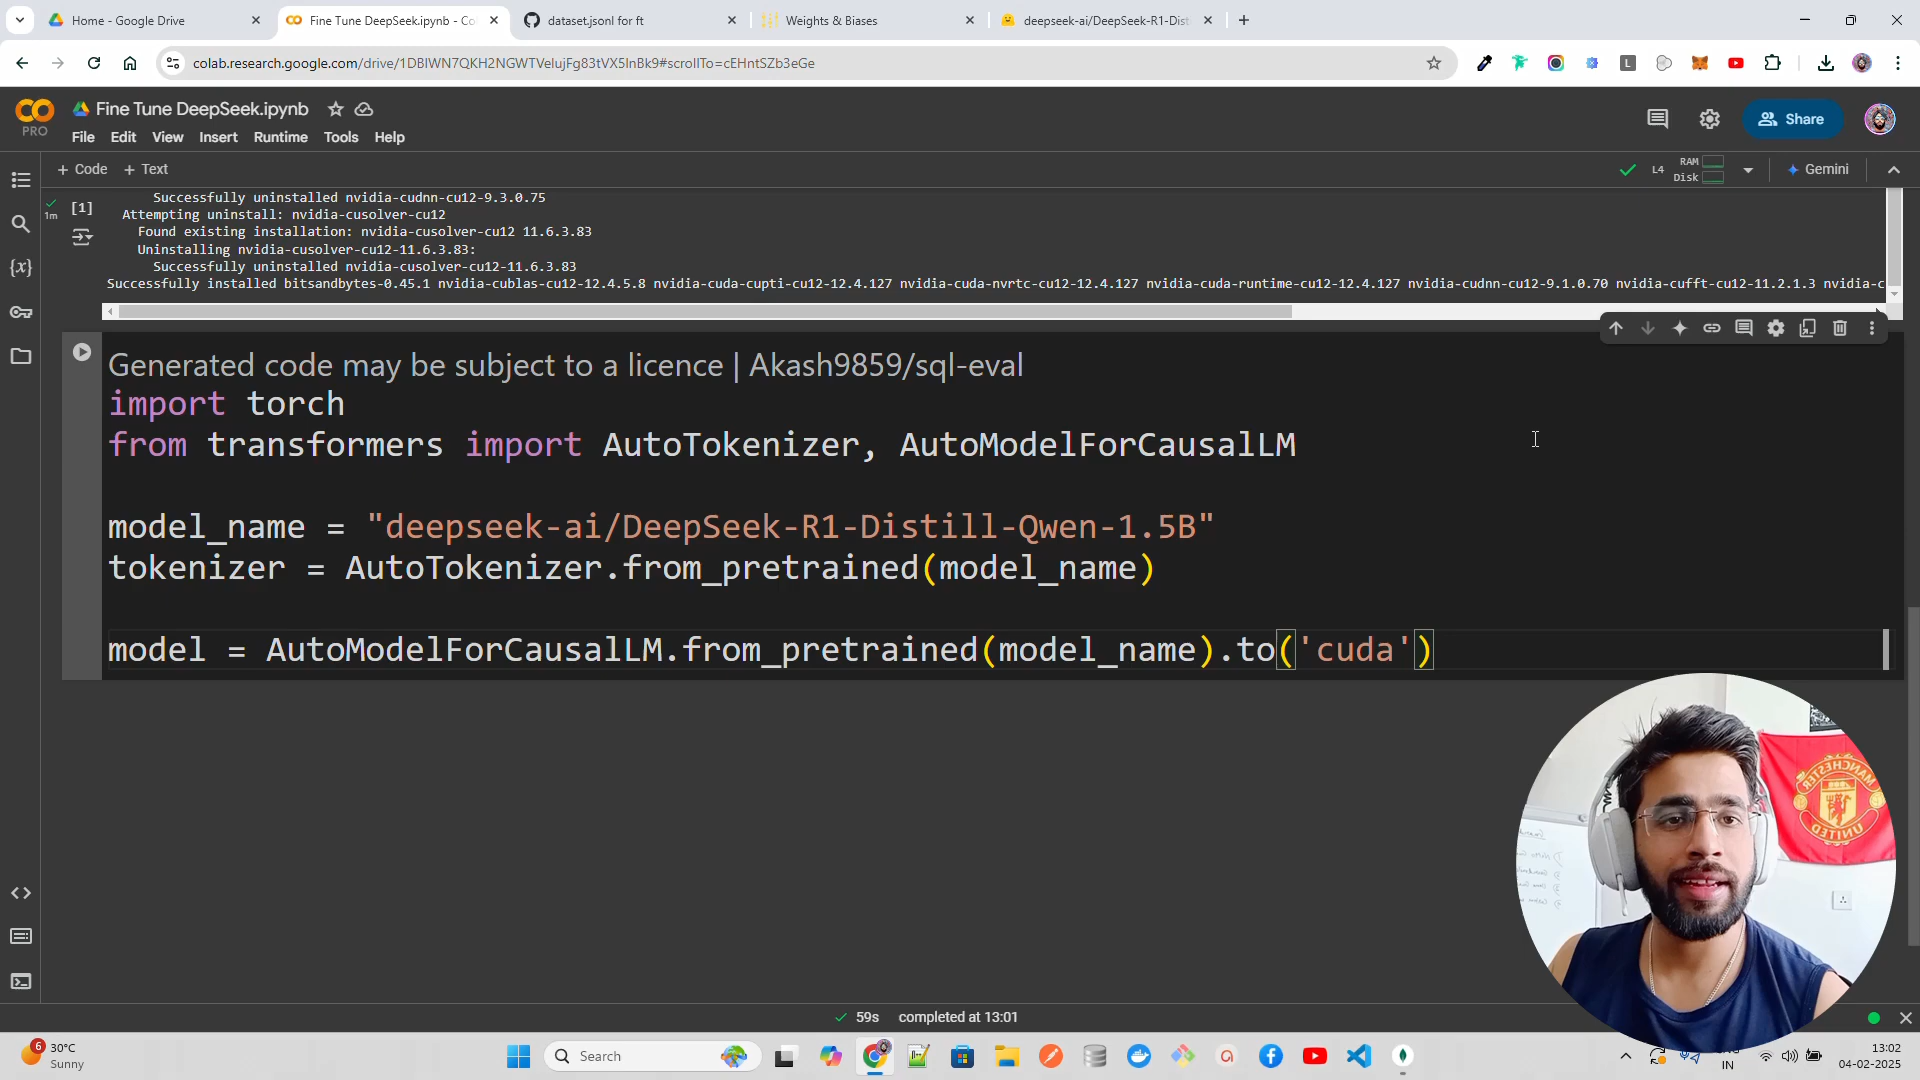 Home - Google Drive
Fine Tune DeepSeek.ipynb - Co
dataset.jsonl for ft
Weights & Biases
deepseek-ai/DeepSeek-R1-Dist
colab.research.google.com/drive/1DBIWN7QKH2NGWTVelujFg83tVX5InBk9#scrollTo=cEHntSZb3eGe
PRO
Fine Tune DeepSeek.ipynb
File Edit View Insert Runtime Tools Help
Share
+ Code + Text
L4
RAM
Disk
Gemini
[1]
1m
Successfully uninstalled nvidia-cudnn-cu12-9.3.0.75
Attempting uninstall: nvidia-cusolver-cu12
Found existing installation: nvidia-cusolver-cu12 11.6.3.83
Uninstalling nvidia-cusolver-cu12-11.6.3.83:
Successfully uninstalled nvidia-cusolver-cu12-11.6.3.83
Successfully installed bitsandbytes-0.45.1 nvidia-cublas-cu12-12.4.5.8 nvidia-cuda-cupti-cu12-12.4.127 nvidia-cuda-nvrtc-cu12-12.4.127 nvidia-cuda-runtime-cu12-12.4.127 nvidia-cudnn-cu12-9.1.0.70 nvidia-cufft-cu12-11.2.1.3 nvidia-c
Generated code may be subject to a licence | Akash9859/sql-eval
import torch
from transformers import AutoTokenizer, AutoModelForCausalLM
model_name = "deepseek-ai/DeepSeek-R1-Distill-Qwen-1.5B"
tokenizer = AutoTokenizer.from_pretrained(model_name)
model = AutoModelForCausalLM.from_pretrained(model_name).to('cuda')
MANCHESTER
UNITED
59s completed at 13:01
6
30°C
Sunny
Search
IN
13:02
04-02-2025